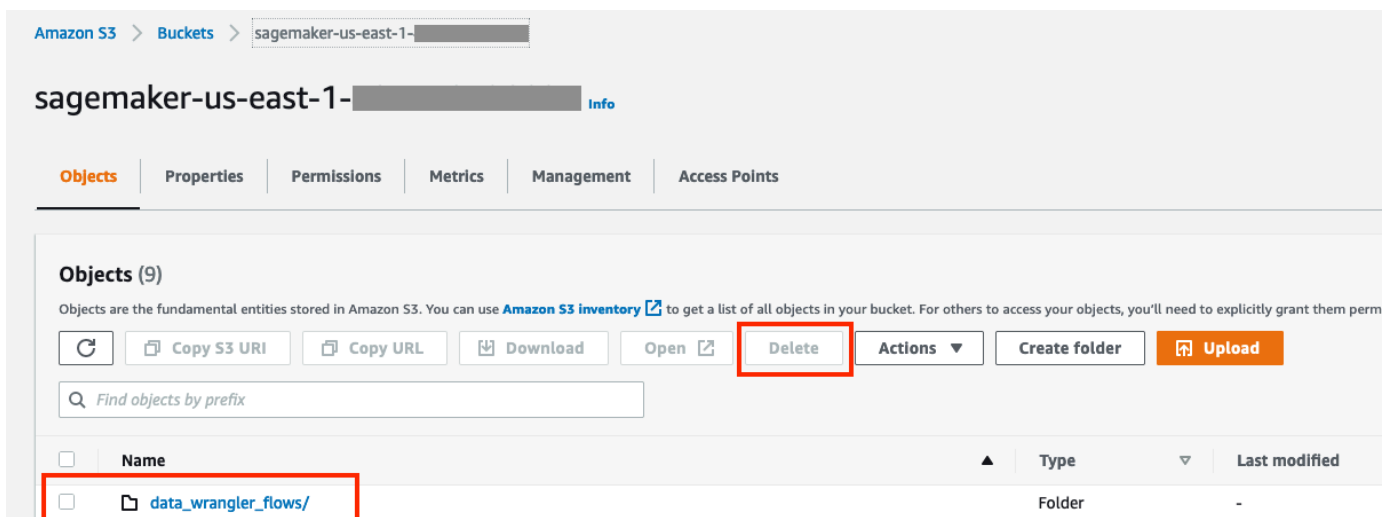 Amazon S3 > Buckets > sagemaker-us-east-1-
sagemaker-us-east-1- Info
Objects Properties Permissions Metrics Management Access Points
Objects (9)
Objects are the fundamental entities stored in Amazon S3. You can use Amazon S3 inventory to get a list of all objects in your bucket. For others to access your objects, you'll need to explicitly grant them perm
Copy S3 URI Copy URL Download Open Delete Actions Create folder Upload
Find objects by prefix
Name Type Last modified
data_wrangler_flows/ Folder -